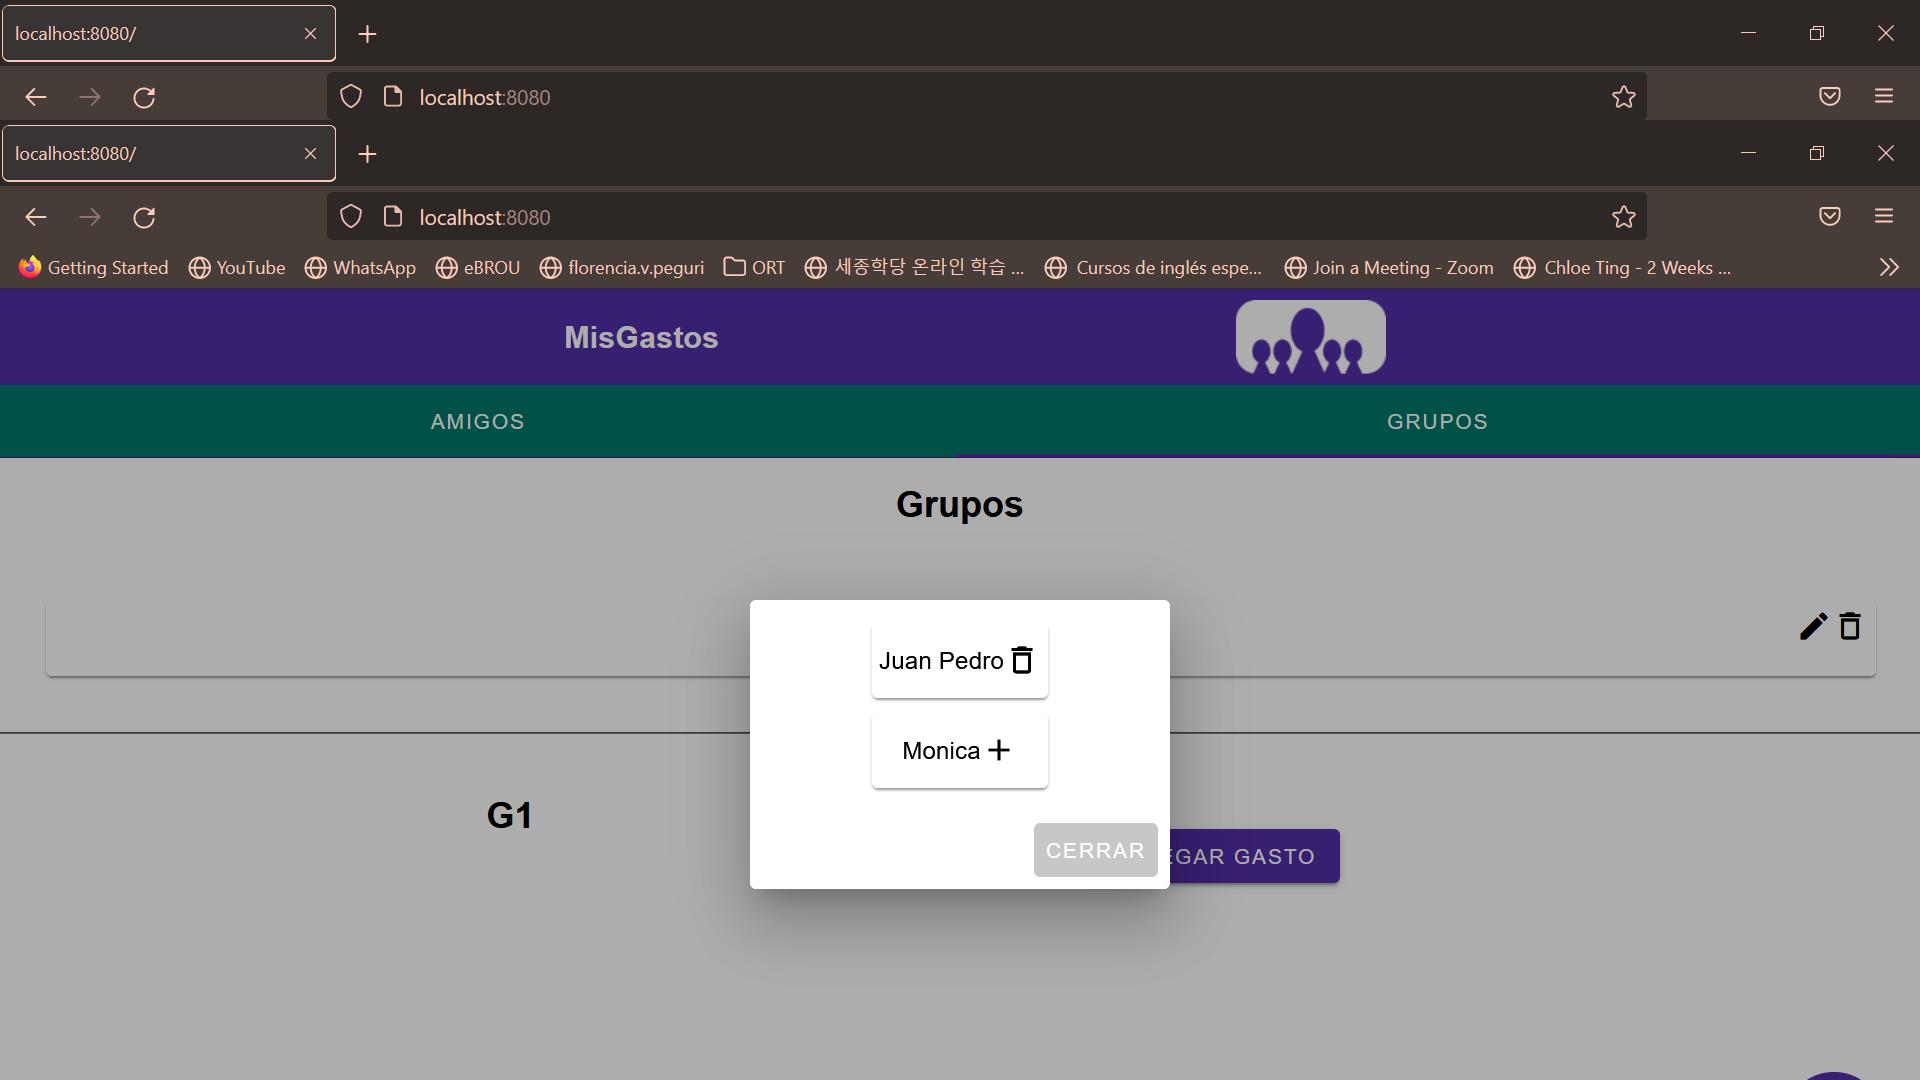 localhost:8080/
localhost:8080
localhost:8080/
localhost:8080
Getting Started YouTube WhatsApp eBROU florencia.v.peguri ORT 세종학당 온라인 학습 ... Cursos de inglés espe... Join a Meeting - Zoom Chloe Ting - 2 Weeks ...
MisGastos
AMIGOS GRUPOS
Grupos
Juan Pedro
Monica
G1
CERRAR
EGAR GASTO